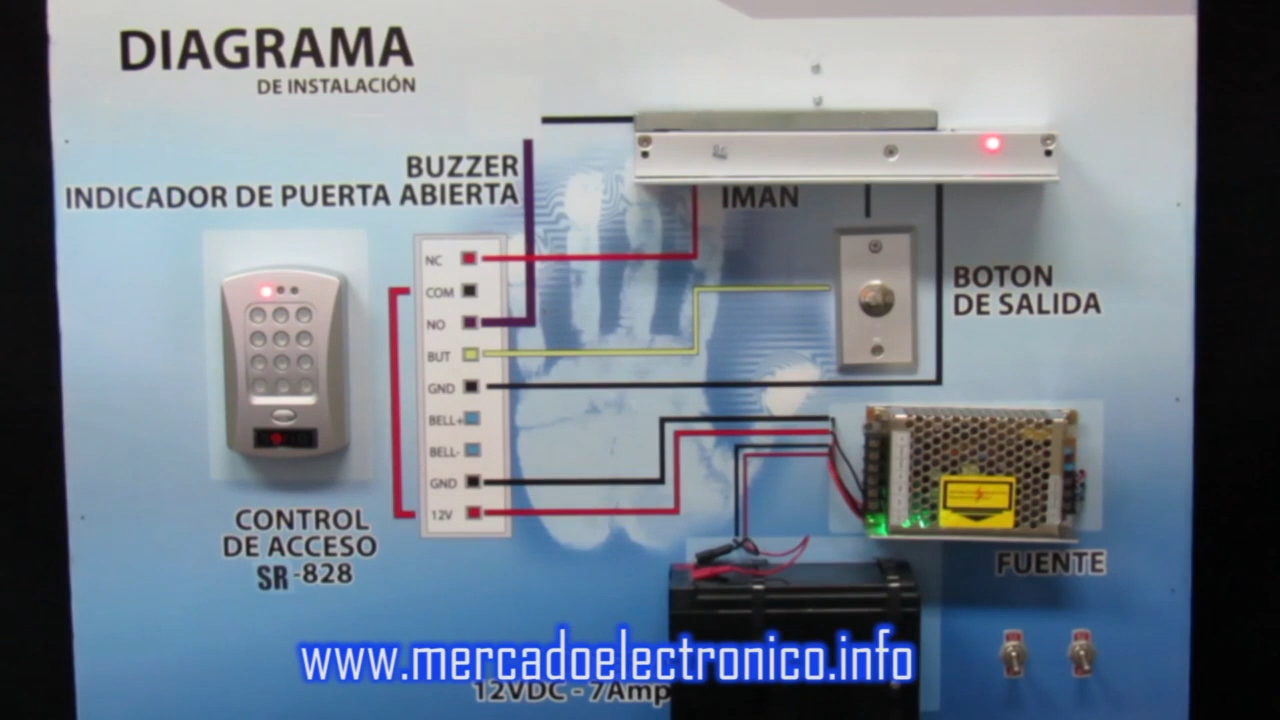 DIAGRAMA
DE INSTALACIÓN
BUZZER
INDICADOR DE PUERTA ABIERTA
IMAN
BOTON
DE SALIDA
NC
COM
NO
BUT
GND
BELL+
BELL-
GND
12V
CONTROL
DE ACCESO
SR-828
FUENTE
www.mercadoelectronico.info
12VDC - 7Amp